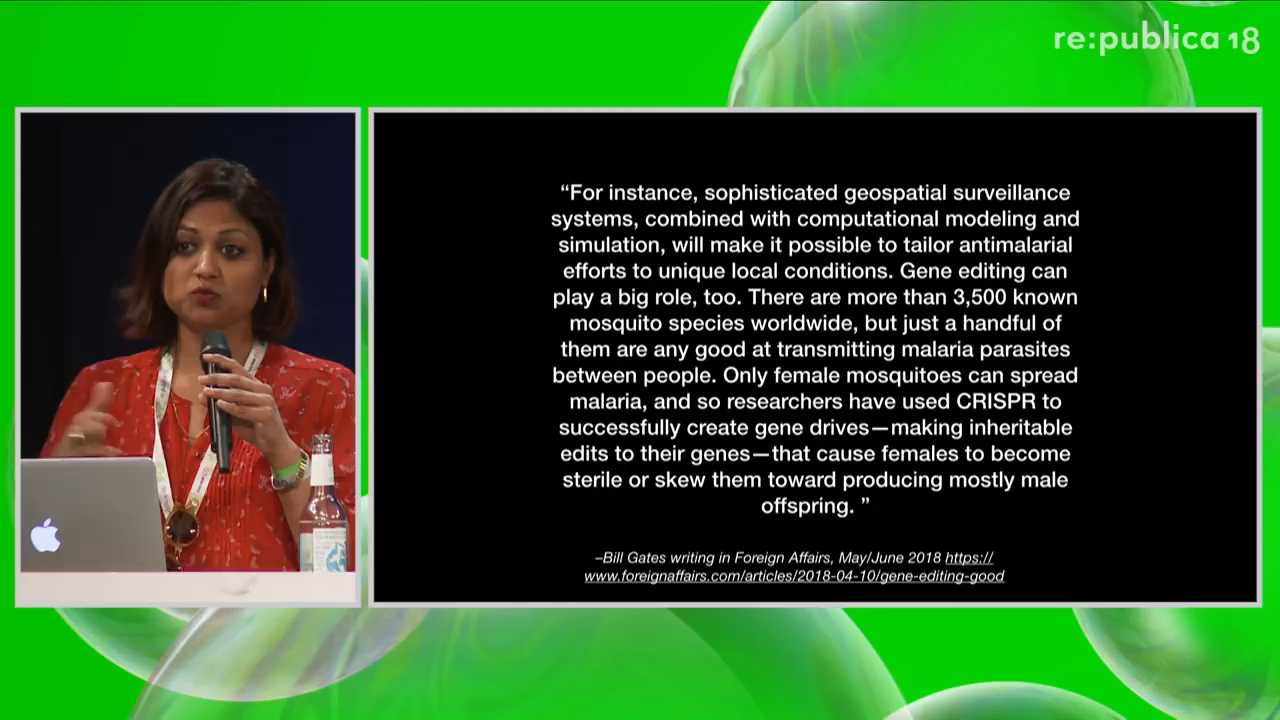 re:publica 18
“For instance, sophisticated geospatial surveillance
systems, combined with computational modeling and
simulation, will make it possible to tailor antimalarial
efforts to unique local conditions. Gene editing can
play a big role, too. There are more than 3,500 known
mosquito species worldwide, but just a handful of
them are any good at transmitting malaria parasites
between people. Only female mosquitoes can spread
malaria, and so researchers have used CRISPR to
successfully create gene drives—making inheritable
edits to their genes—that cause females to become
sterile or skew them toward producing mostly male
offspring. ”
–Bill Gates writing in Foreign Affairs, May/June 2018 https://
www.foreignaffairs.com/articles/2018-04-10/gene-editing-good